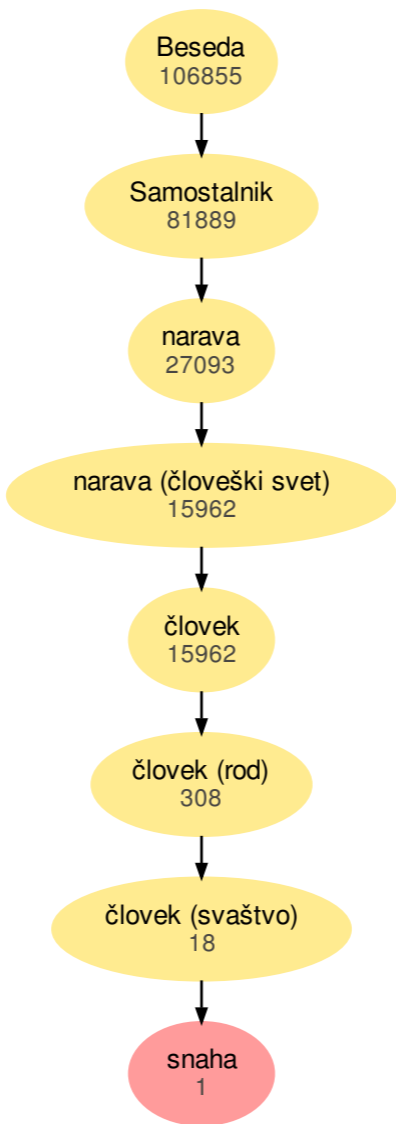 Beseda
106855
Samostalnik
81889
narava
27093
narava (človeški svet)
15962
človek
15962
človek (rod)
308
človek (svaštvo)
18
snaha
1